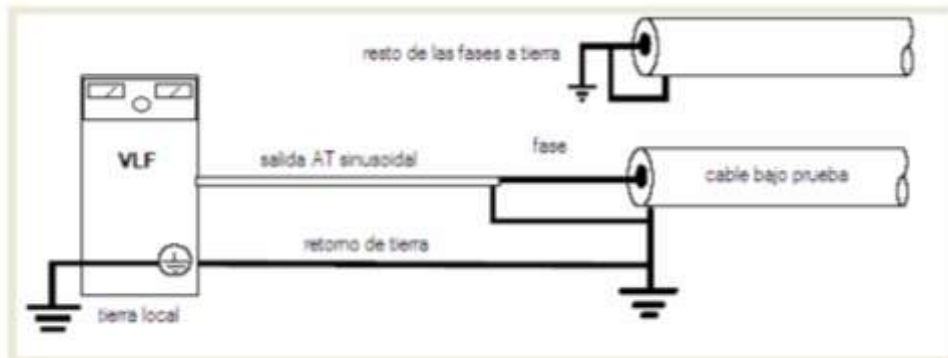 resto de las fases a tierra
VLF
salida AT sinusoidal
fase
cable bajo prueba
retorno de tierra
tierra local